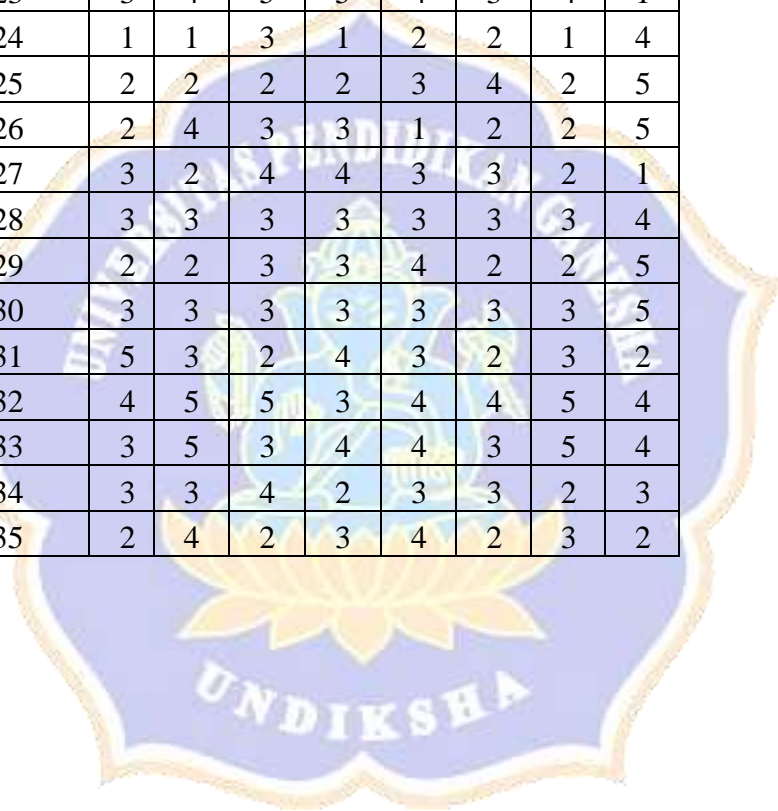 24 1 1 3 1 2 2 1 4
25 2 2 2 2 3 4 2 5
26 2 4 3 3 1 2 2 5
27 3 2 4 4 3 3 2 1
28 3 3 3 3 3 3 3 4
29 2 2 3 3 4 2 2 5
30 3 3 3 3 3 3 3 5
31 5 3 2 4 3 2 3 2
32 4 5 5 3 4 4 5 4
33 3 5 3 4 4 3 5 4
34 3 3 4 2 3 3 2 3
35 2 4 2 3 4 2 3 2
UNIVERSITAS PENDIDIKAN GANESHA
UNDIKSHA